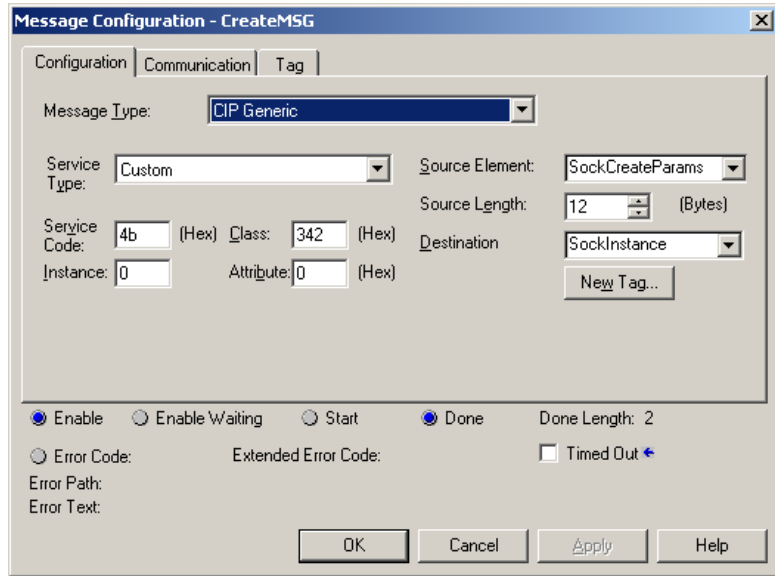 Message Configuration - CreateMSG
Configuration Communication Tag
Message Type: CIP Generic
Service Type: Custom
Source Element: SockCreateParams
Source Length: 12 (Bytes)
Service Code: 4b (Hex) Class: 342 (Hex)
Destination SockInstance
Instance: 0 Attribute: 0 (Hex)
New Tag...
Enable Enable Waiting Start Done Done Length: 2
Error Code: Extended Error Code: Timed Out
Error Path:
Error Text:
OK Cancel Apply Help